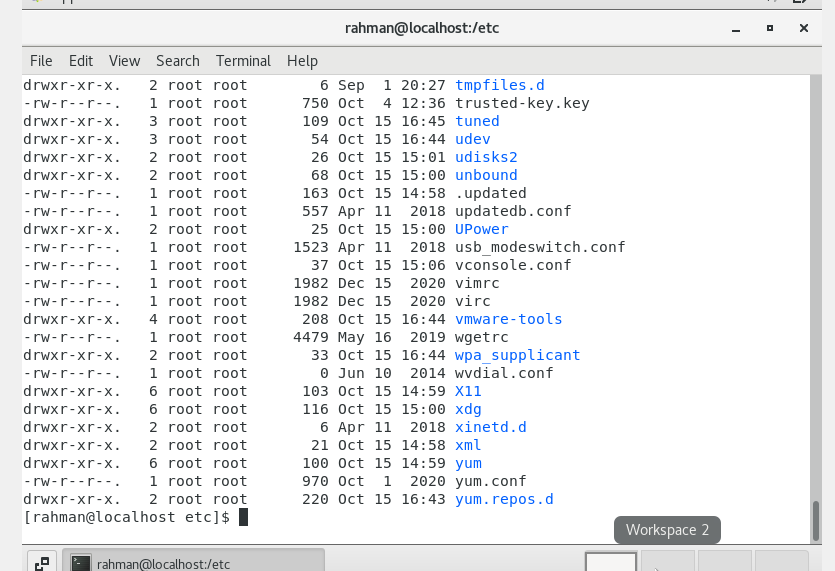 rahman@localhost:/etc
File Edit View Search Terminal Help
drwxr-xr-x.   2 root root        6 Sep  1 20:27 tmpfiles.d
-rw-r--r--.   1 root root      750 Oct  4 12:36 trusted-key.key
drwxr-xr-x.   3 root root      109 Oct 15 16:45 tuned
drwxr-xr-x.   3 root root       54 Oct 15 16:44 udev
drwxr-xr-x.   2 root root       26 Oct 15 15:01 udisks2
drwxr-xr-x.   2 root root       68 Oct 15 15:00 unbound
-rw-r--r--.   1 root root      163 Oct 15 14:58 .updated
-rw-r--r--.   1 root root      557 Apr 11  2018 updatedb.conf
drwxr-xr-x.   2 root root       25 Oct 15 15:00 UPower
-rw-r--r--.   1 root root     1523 Apr 11  2018 usb_modeswitch.conf
-rw-r--r--.   1 root root       37 Oct 15 15:06 vconsole.conf
-rw-r--r--.   1 root root     1982 Dec 15  2020 vimrc
-rw-r--r--.   1 root root     1982 Dec 15  2020 virc
drwxr-xr-x.   4 root root      208 Oct 15 16:44 vmware-tools
-rw-r--r--.   1 root root     4479 May 16  2019 wgetrc
drwxr-xr-x.   2 root root       33 Oct 15 16:44 wpa_supplicant
-rw-r--r--.   1 root root        0 Jun 10  2014 wvdial.conf
drwxr-xr-x.   6 root root      103 Oct 15 14:59 X11
drwxr-xr-x.   6 root root      116 Oct 15 15:00 xdg
drwxr-xr-x.   2 root root        6 Apr 11  2018 xinetd.d
drwxr-xr-x.   2 root root       21 Oct 15 14:58 xml
drwxr-xr-x.   6 root root      100 Oct 15 14:59 yum
-rw-r--r--.   1 root root      970 Oct  1  2020 yum.conf
drwxr-xr-x.   2 root root      220 Oct 15 16:43 yum.repos.d
[rahman@localhost etc]$
Workspace 2
rahman@localhost:/etc